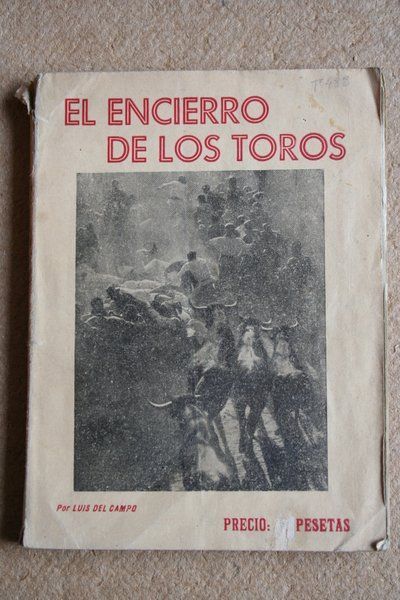 EL ENCIERRO
DE LOS TOROS
Por LUIS DEL CAMPO
PRECIO: PESETAS